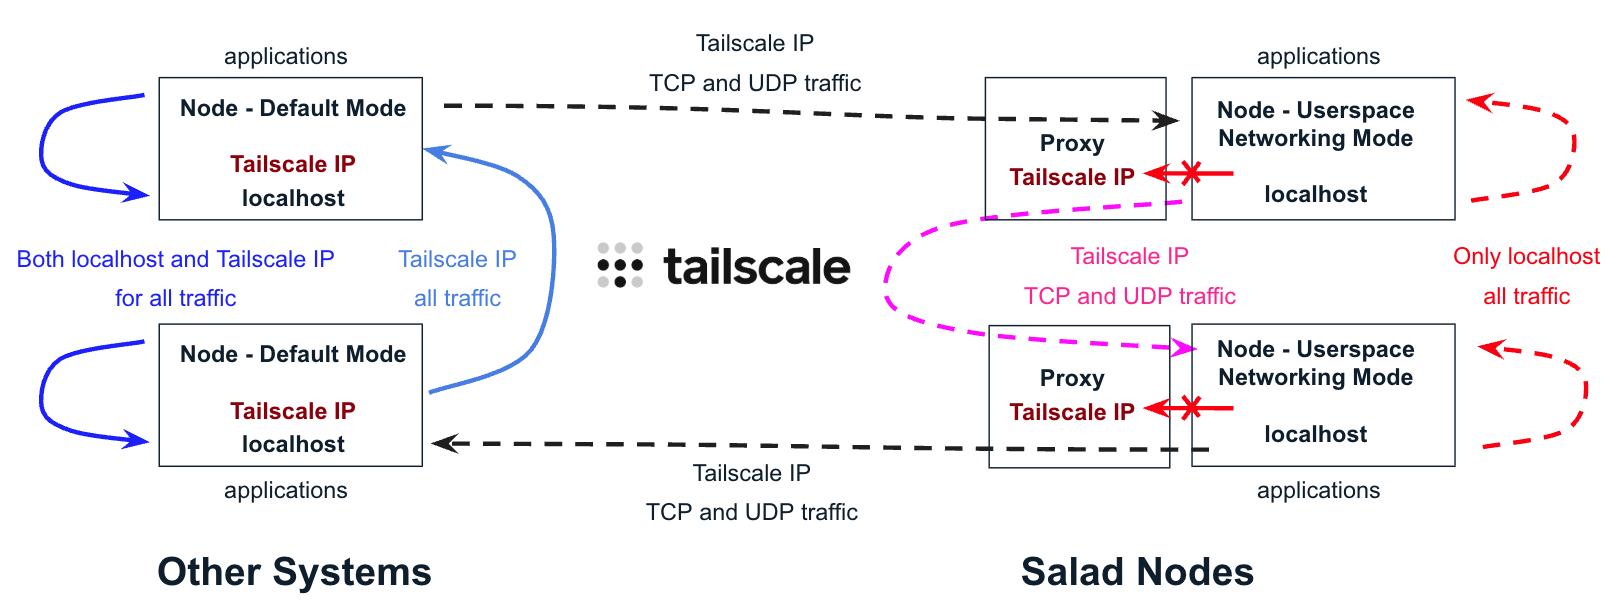 Tailscale IP
TCP and UDP traffic
applications
applications
Node - Default Mode
Tailscale IP
localhost
Proxy
Tailscale IP
Node - Userspace
Networking Mode
localhost
Both localhost and Tailscale IP
for all traffic
Tailscale IP
all traffic
tailscale
Tailscale IP
TCP and UDP traffic
Only localhost
all traffic
Node - Default Mode
Tailscale IP
localhost
Proxy
Tailscale IP
Node - Userspace
Networking Mode
localhost
applications
Tailscale IP
TCP and UDP traffic
applications
Other Systems
Salad Nodes